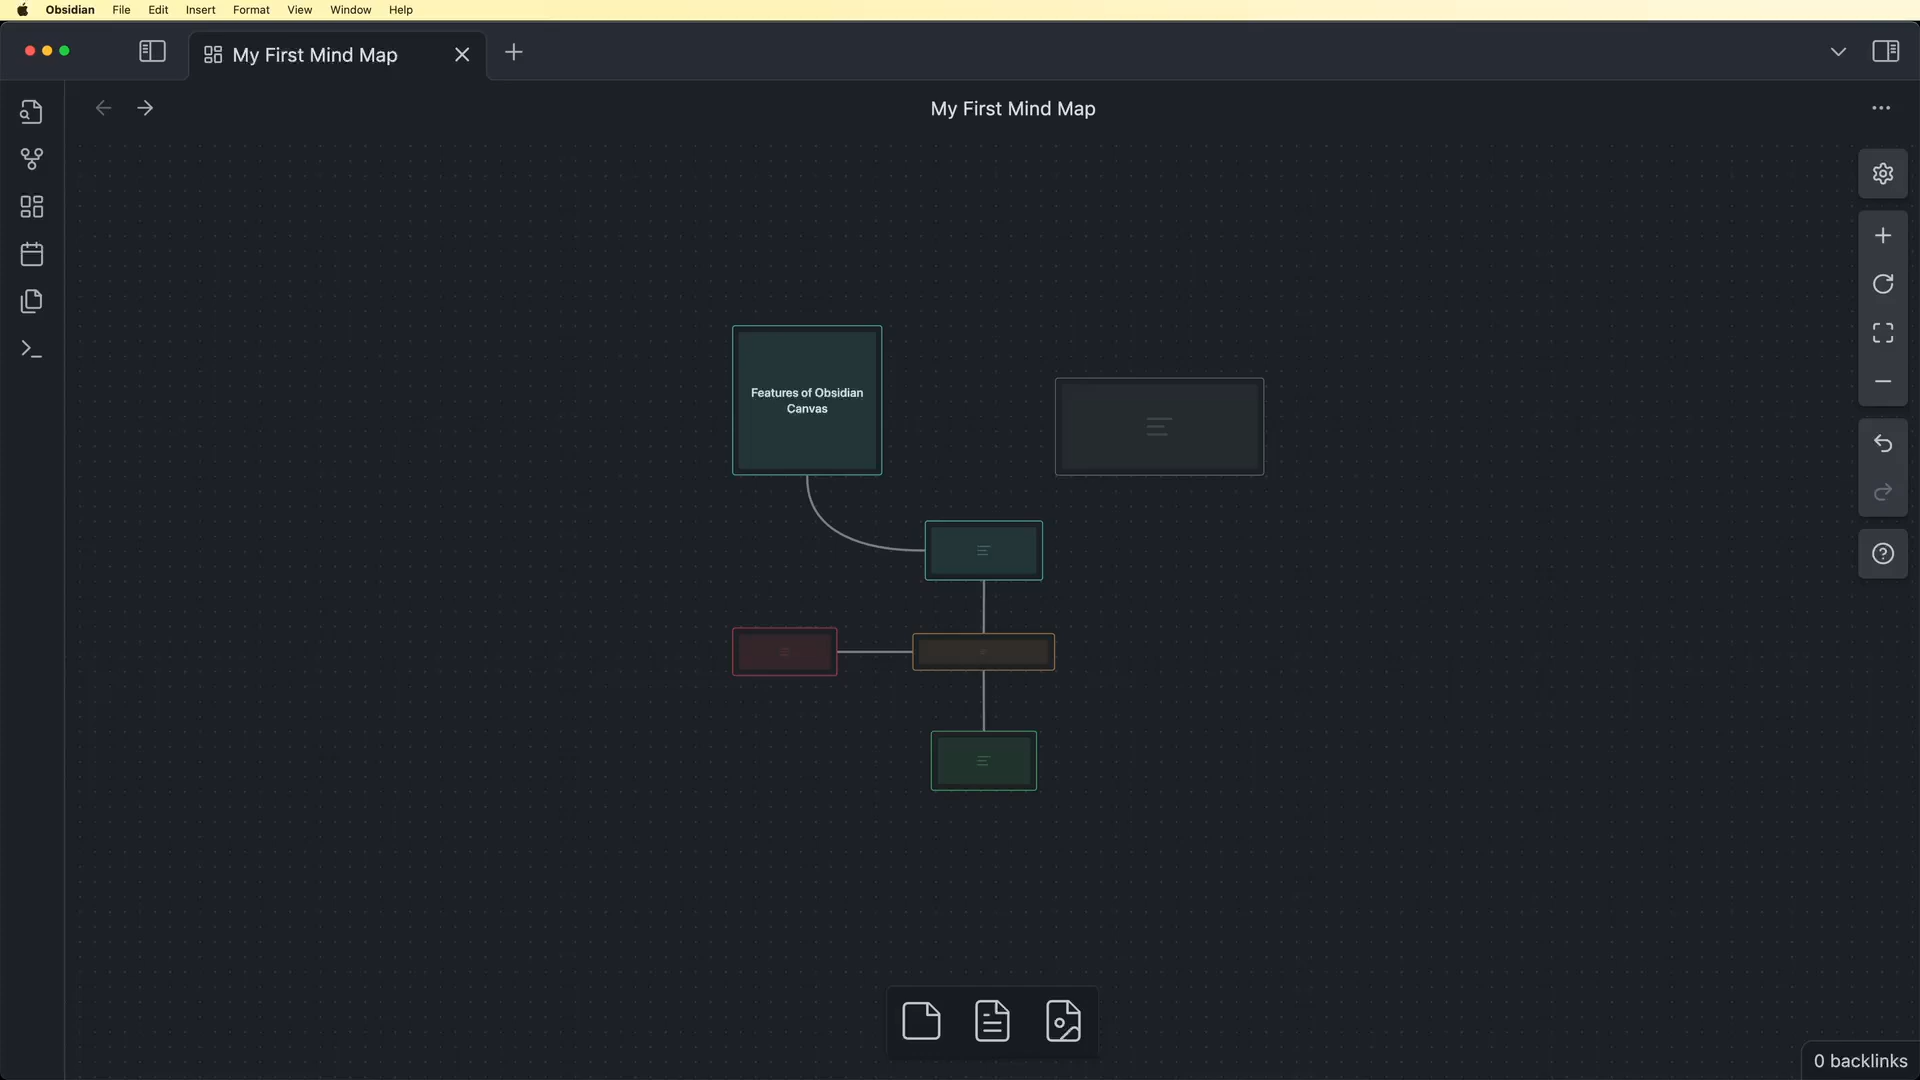 Obsidian File Edit Insert Format View Window Help
My First Mind Map
My First Mind Map
Features of Obsidian
Canvas
0 backlinks